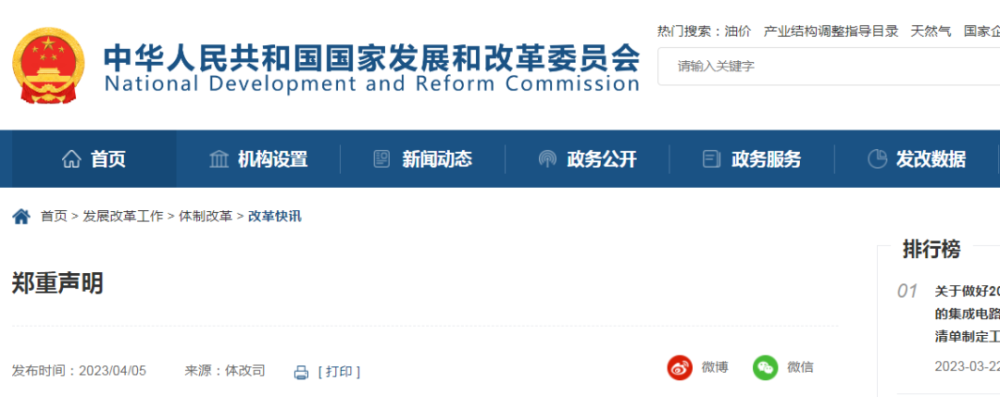 热门搜索：油价 产业结构调整指导目录 天然气 国家企
中华人民共和国国家发展和改革委员会
National Development and Reform Commission
请输入关键字
首页 机构设置 新闻动态 政务公开 政务服务 发改数据
首页 > 发展改革工作 > 体制改革 > 改革快讯
郑重声明
发布时间：2023/04/05 来源：体改司 [ 打印 ] 微博 微信
排行榜
01 关于做好20
的集成电路
清单制定工
2023-03-22